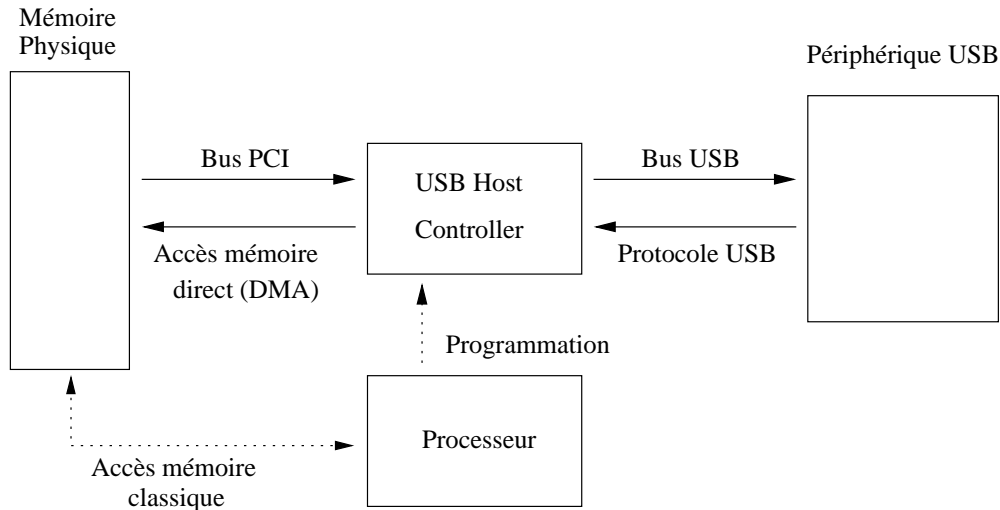 Mémoire
Physique
Périphérique USB
Bus PCI
USB Host
Controller
Bus USB
Accès mémoire
direct (DMA)
Protocole USB
Programmation
Processeur
Accès mémoire
classique